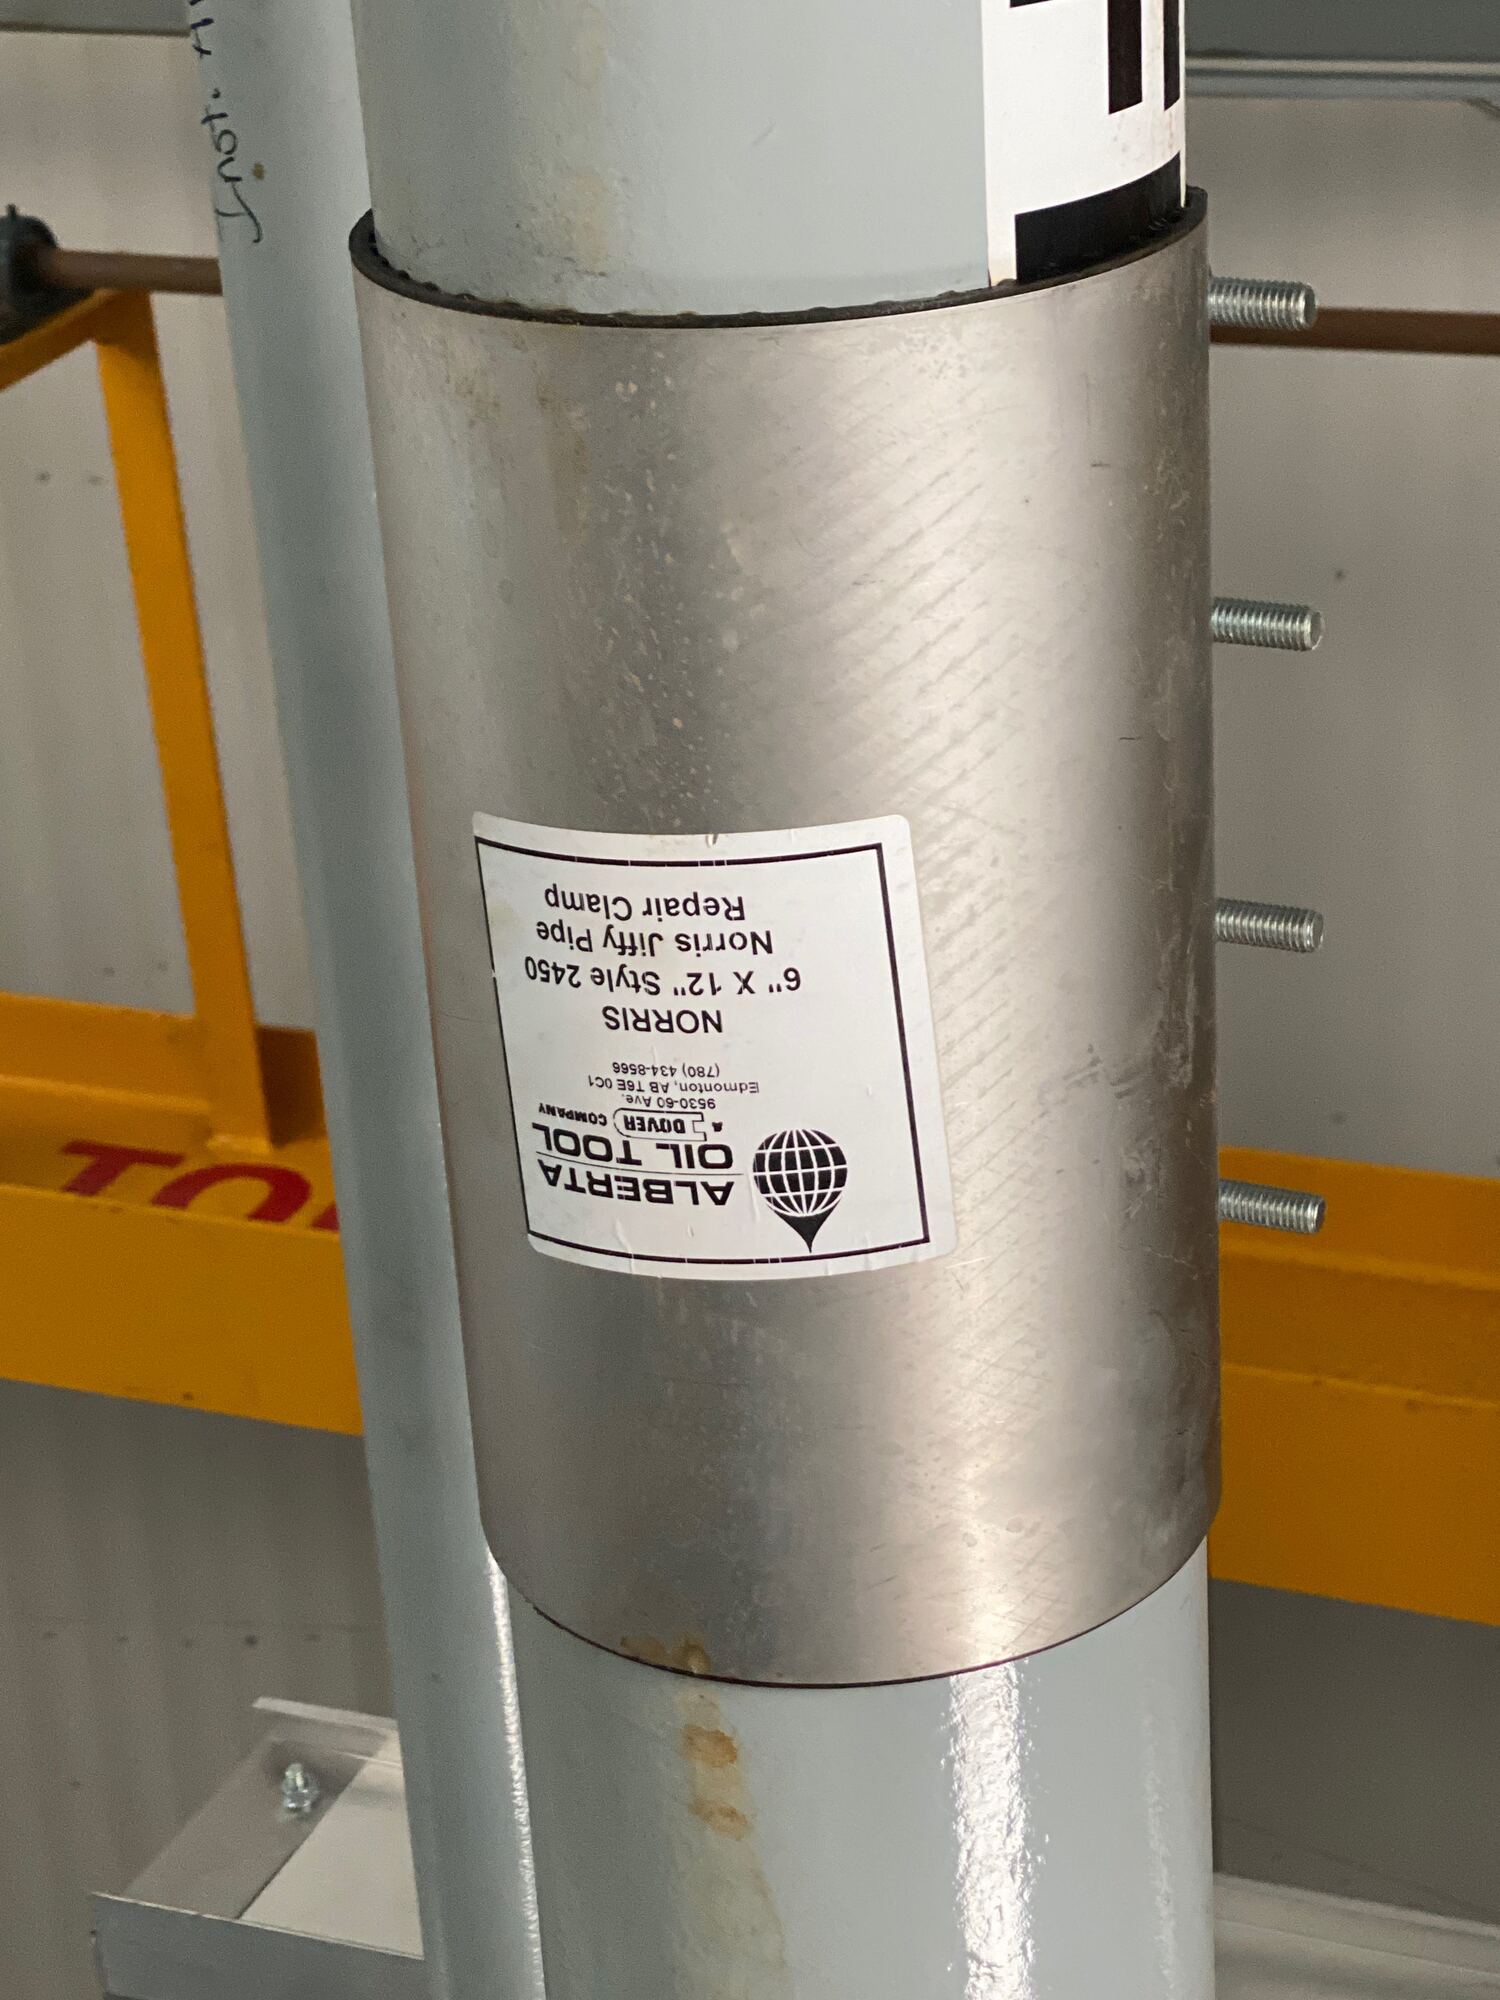 ALBERTA
OIL TOOL
A DOVER COMPANY
9530-60 Ave.
Edmonton, AB T6E 0C1
(780) 434-8566
NORRIS
6" X 12" Style 2450
Norris Jiffy Pipe
Repair Clamp